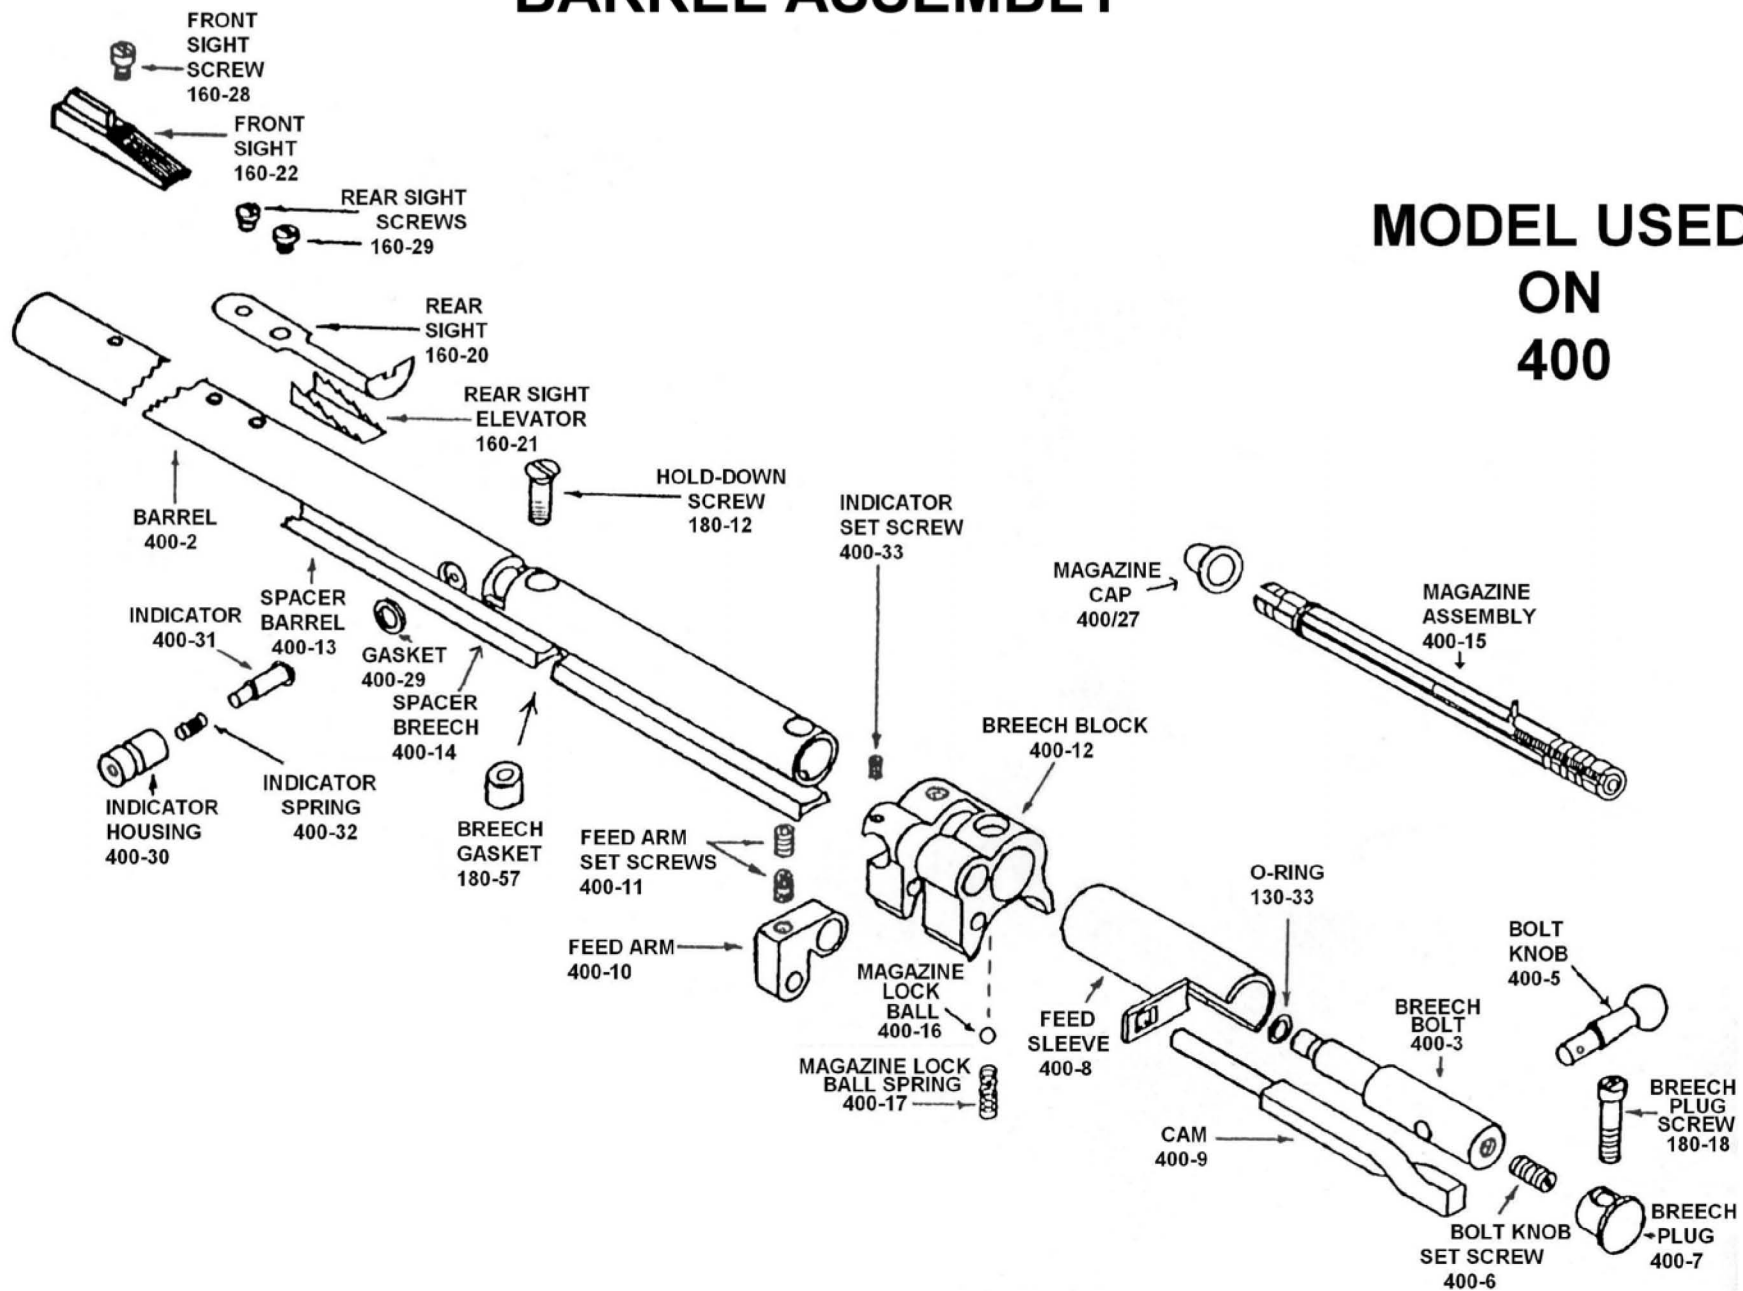 BARREL ASSEMBLY
FRONT
SIGHT
SCREW
160-28
FRONT
SIGHT
160-22
REAR SIGHT
SCREWS
160-29
MODEL USED
ON
400
REAR
SIGHT
160-20
REAR SIGHT
ELEVATOR
160-21
HOLD-DOWN
SCREW
180-12
INDICATOR
SET SCREW
400-33
BARREL
400-2
MAGAZINE
CAP
400/27
MAGAZINE
ASSEMBLY
400-15
SPACER
BARREL
400-13
INDICATOR
400-31
GASKET
400-29
SPACER
BREECH
400-14
BREECH BLOCK
400-12
INDICATOR
HOUSING
400-30
INDICATOR
SPRING
400-32
BREECH
GASKET
180-57
FEED ARM
SET SCREWS
400-11
FEED ARM
400-10
O-RING
130-33
BOLT
KNOB
400-5
MAGAZINE
LOCK
BALL
400-16
FEED
SLEEVE
400-8
BREECH
BOLT
400-3
MAGAZINE LOCK
BALL SPRING
400-17
CAM
400-9
BREECH
PLUG
SCREW
180-18
BOLT KNOB
SET SCREW
400-6
BREECH
PLUG
400-7